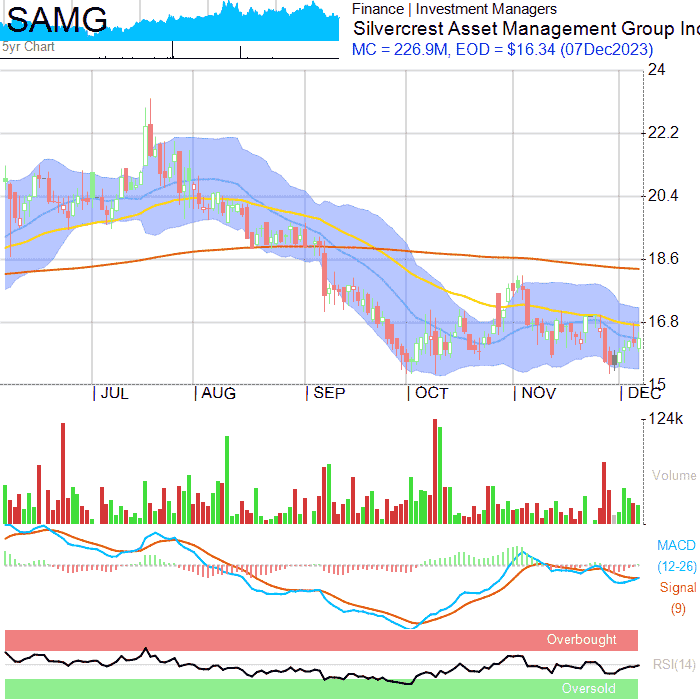 SAMG
5yr Chart
Finance | Investment Managers
Silvercrest Asset Management Group Inc
MC = 226.9M, EOD = $16.34 (07Dec2023)
24
22.2
20.4
18.6
16.8
15
JUL AUG SEP OCT NOV DEC
124k
Volume
MACD
(12-26)
Signal
(9)
Overbought
RSI(14)
Oversold